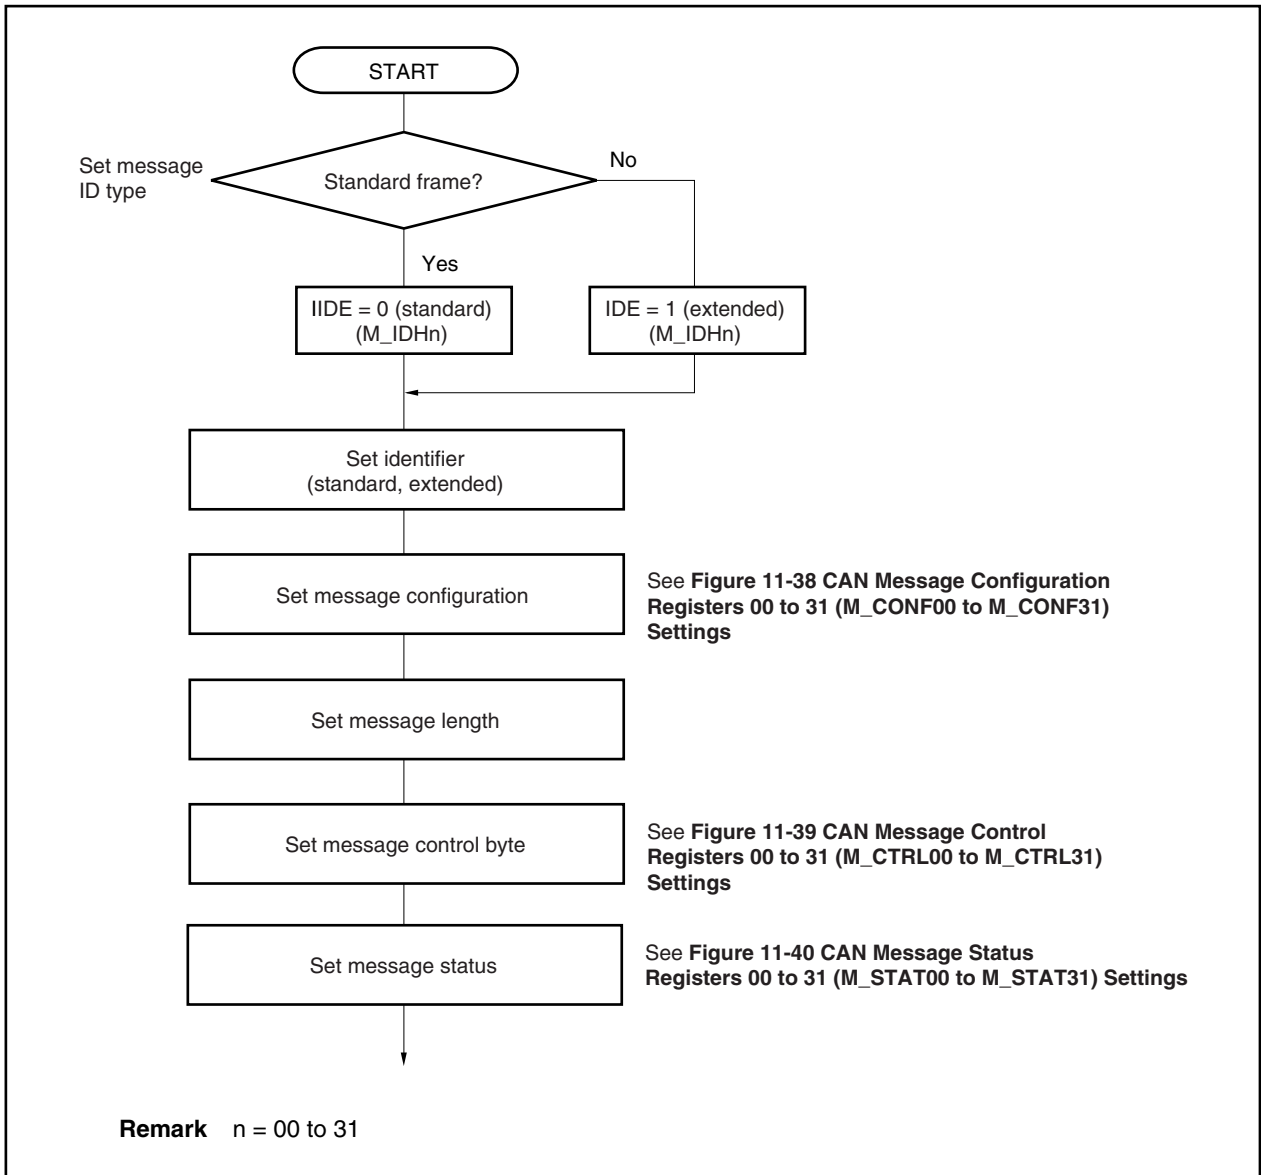 START
Set message
ID type
Standard frame?
No
Yes
IIDE = 0 (standard)
(M_IDHn)
IDE = 1 (extended)
(M_IDHn)
Set identifier
(standard, extended)
Set message configuration
See Figure 11-38 CAN Message Configuration
Registers 00 to 31 (M_CONF00 to M_CONF31)
Settings
Set message length
Set message control byte
See Figure 11-39 CAN Message Control
Registers 00 to 31 (M_CTRL00 to M_CTRL31)
Settings
Set message status
See Figure 11-40 CAN Message Status
Registers 00 to 31 (M_STAT00 to M_STAT31) Settings
Remark n = 00 to 31